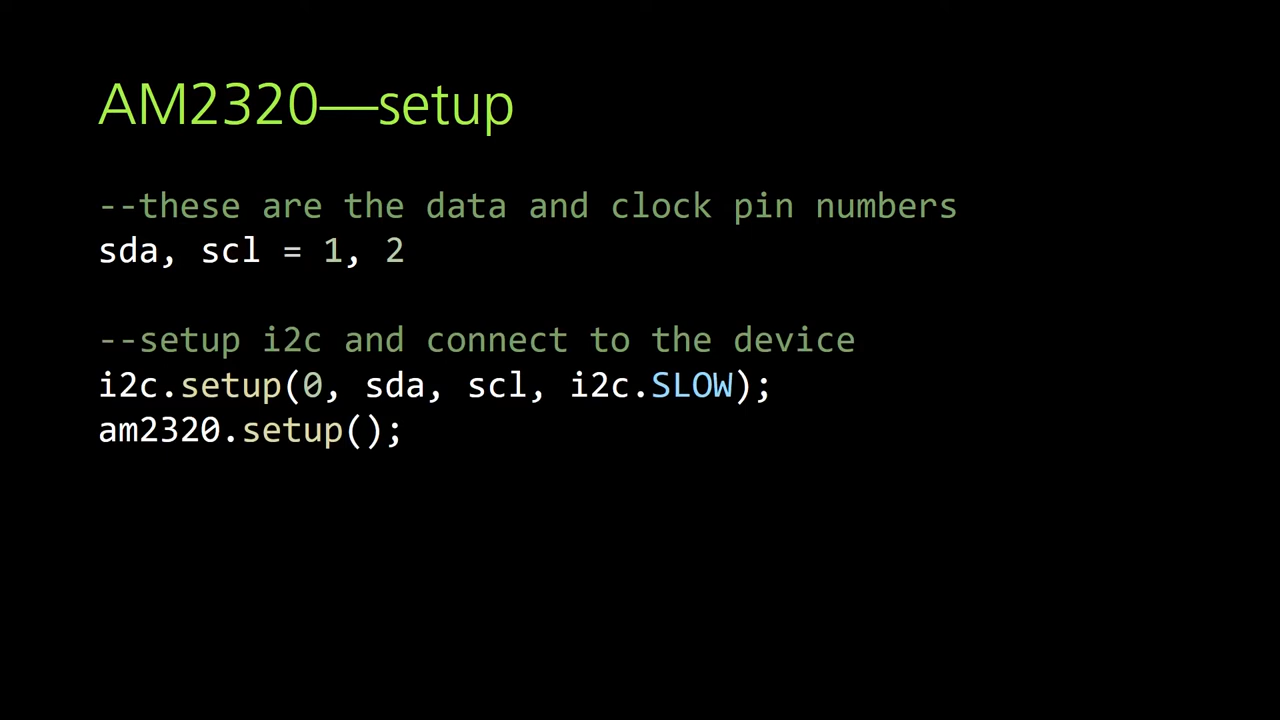 AM2320—setup
--these are the data and clock pin numbers
sda, scl = 1, 2
--setup i2c and connect to the device
i2c.setup(0, sda, scl, i2c.SLOW);
am2320.setup();